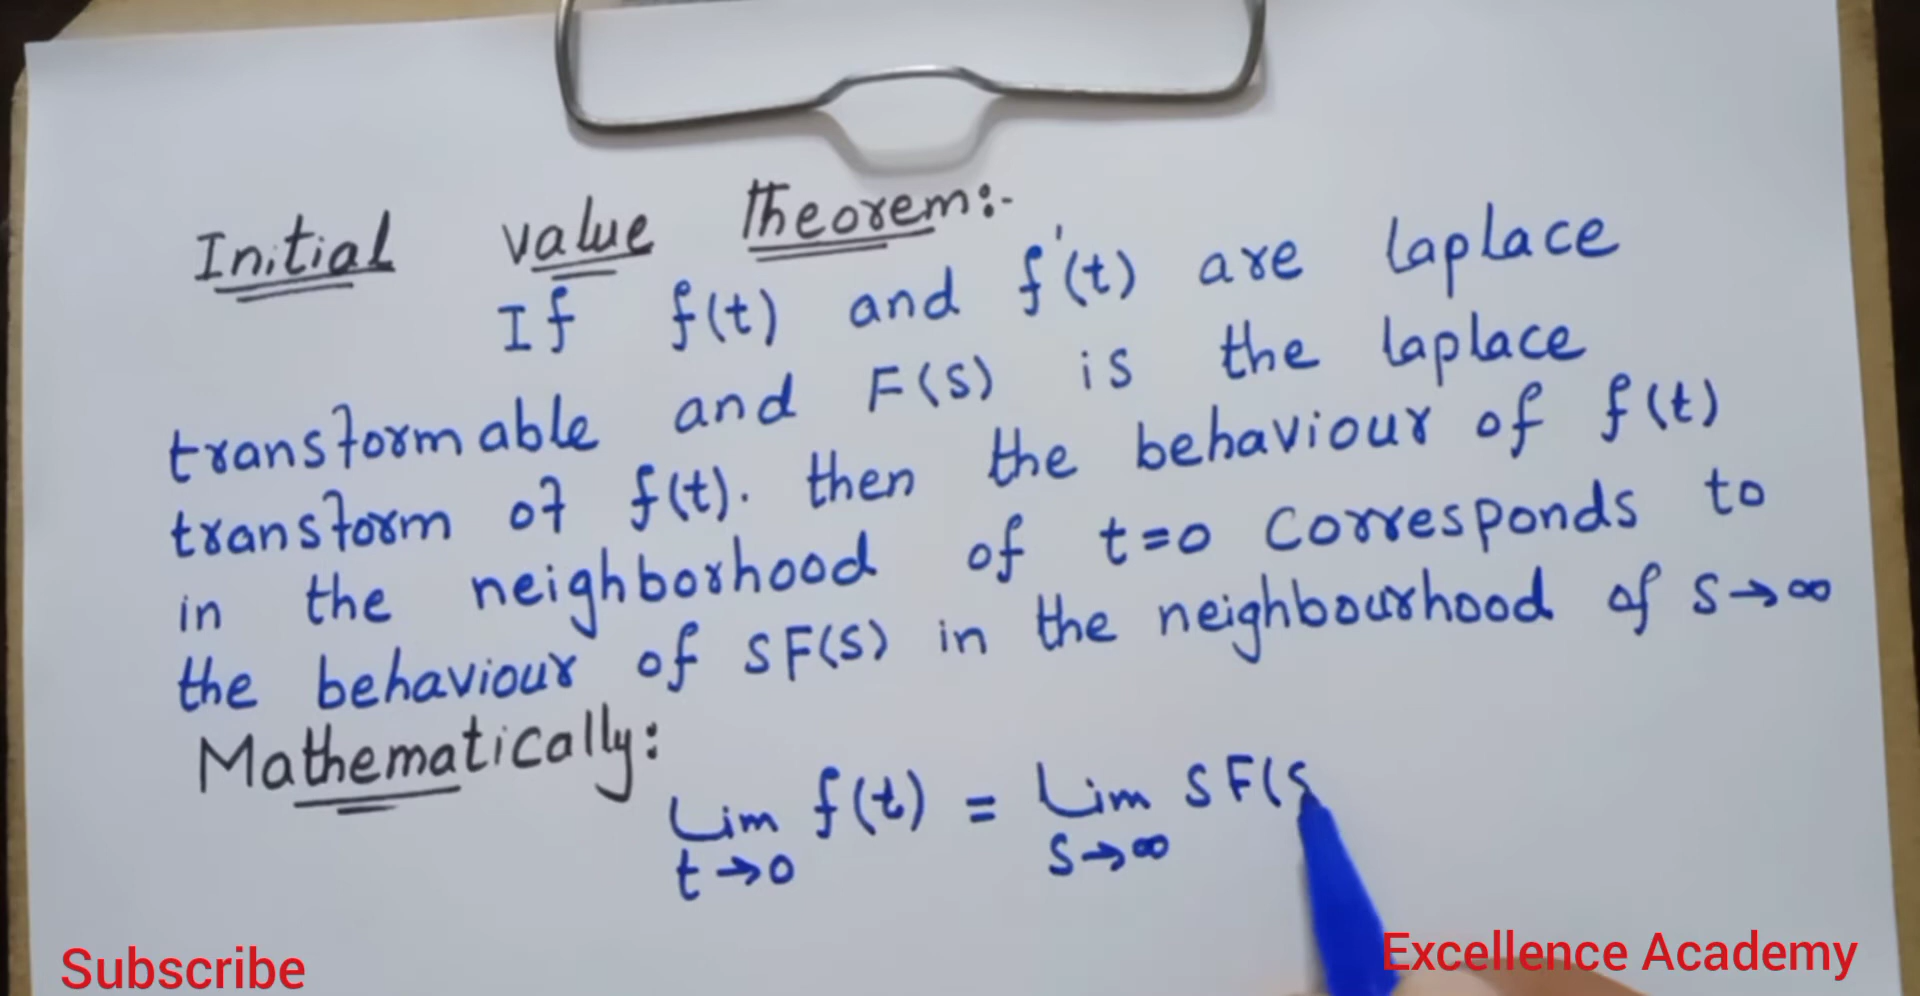 Initial value theorem:-
If f(t) and f'(t) are laplace
transformable and F(s) is the laplace
transform of f(t). then the behaviour of f(t)
in the neighborhood of t=0 corresponds to
the behaviour of sF(s) in the neighbourhood of s→∞
Mathematically:
Lim f(t) = Lim sF(s
t→0 s→∞
Subscribe
Excellence Academy